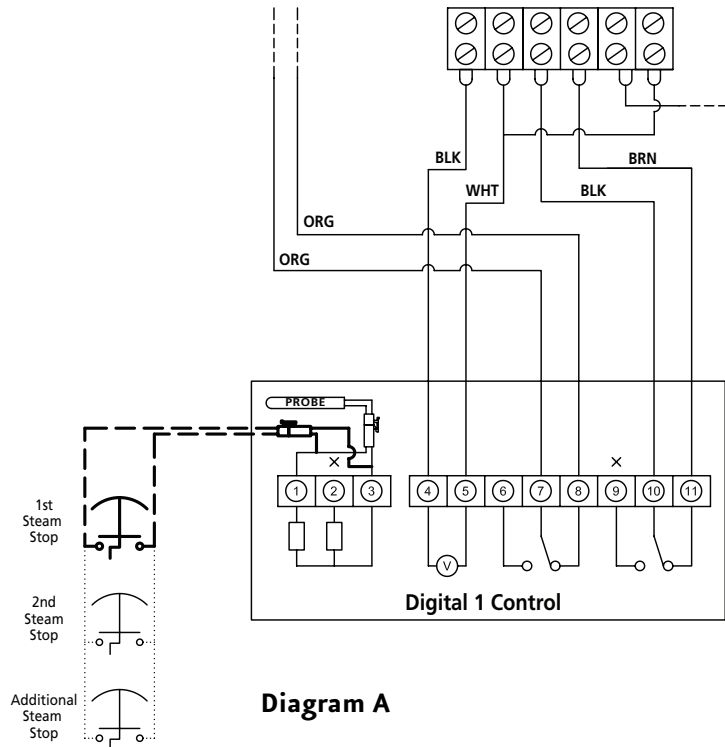 BLK
BRN
WHT
BLK
ORG
ORG
PROBE
1 2 3 4 5 6 7 8 9 10 11
1st
Steam
Stop
V
Digital 1 Control
2nd
Steam
Stop
Additional
Steam
Stop
Diagram A